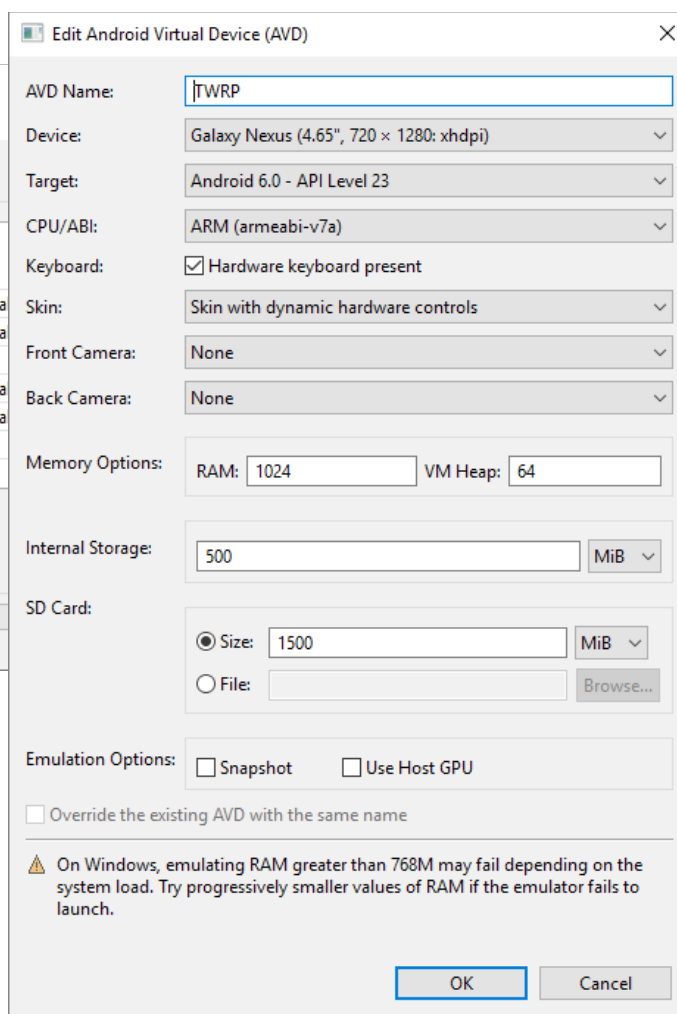 Edit Android Virtual Device (AVD)
AVD Name: TWRP
Device: Galaxy Nexus (4.65", 720 × 1280: xhdpi)
Target: Android 6.0 - API Level 23
CPU/ABI: ARM (armeabi-v7a)
Keyboard: Hardware keyboard present
Skin: Skin with dynamic hardware controls
Front Camera: None
Back Camera: None
Memory Options: RAM: 1024 VM Heap: 64
Internal Storage: 500 MiB
SD Card:
Size: 1500 MiB
File: Browse...
Emulation Options: Snapshot Use Host GPU
Override the existing AVD with the same name
On Windows, emulating RAM greater than 768M may fail depending on the
system load. Try progressively smaller values of RAM if the emulator fails to
launch.
OK Cancel